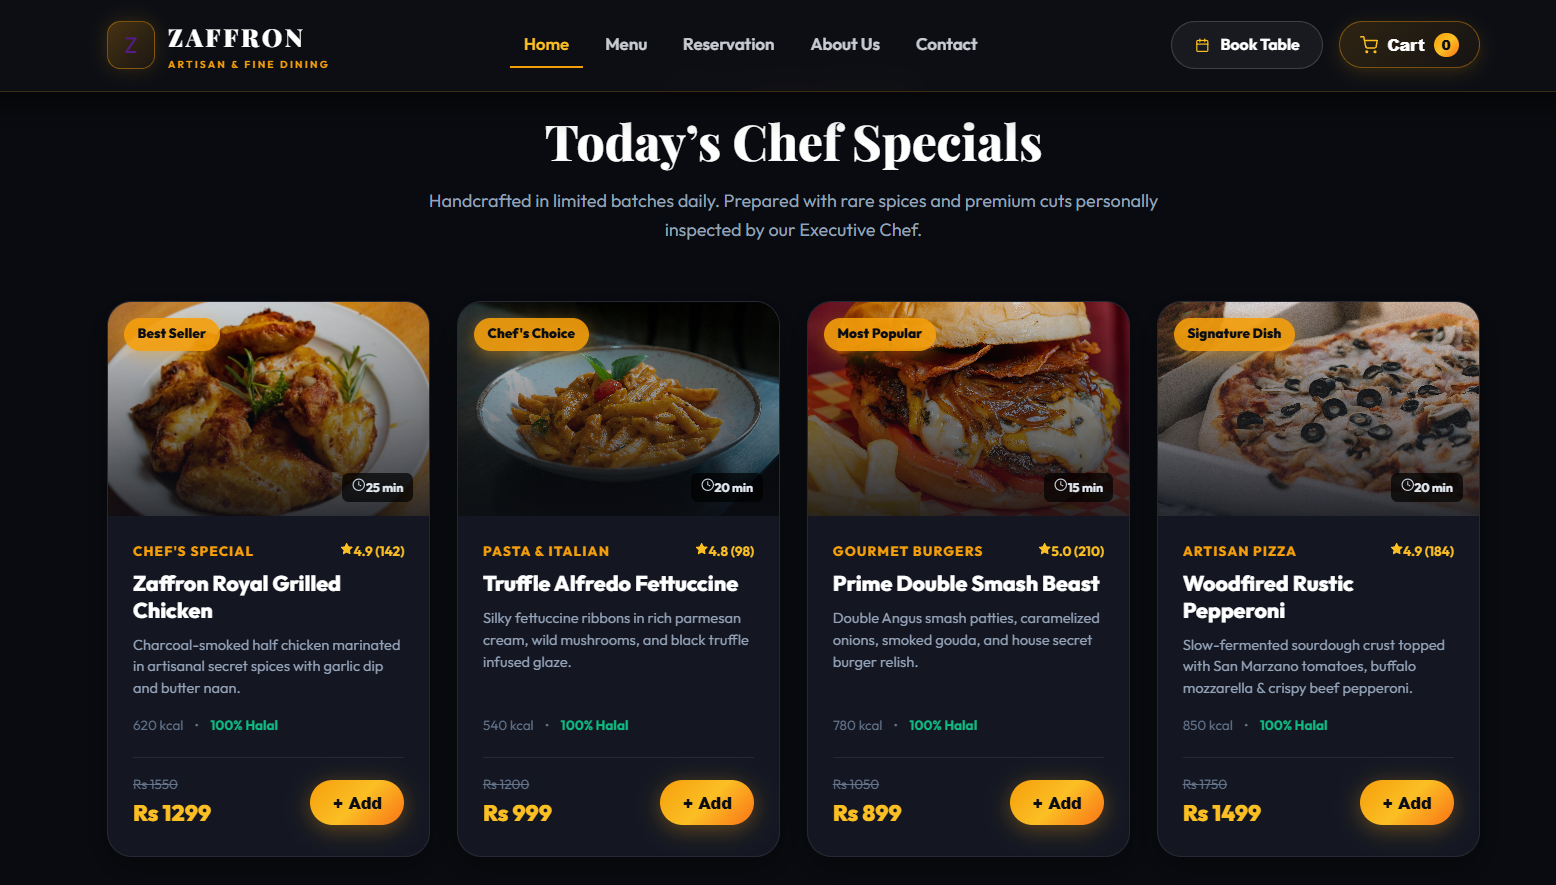 Z
ZAFFRON
ARTISAN & FINE DINING
Home
Menu
Reservation
About Us
Contact
Book Table
Cart
0
Today's Chef Specials
Handcrafted in limited batches daily. Prepared with rare spices and premium cuts personally
inspected by our Executive Chef.
Best Seller
25 min
CHEF'S SPECIAL
4.9 (142)
Zaffron Royal Grilled
Chicken
Charcoal-smoked half chicken marinated
in artisanal secret spices with garlic dip
and butter naan.
620 kcal • 100% Halal
Rs 1550
Rs 1299
+ Add
Chef's Choice
20 min
PASTA & ITALIAN
4.8 (98)
Truffle Alfredo Fettuccine
Silky fettuccine ribbons in rich parmesan
cream, wild mushrooms, and black truffle
infused glaze.
540 kcal • 100% Halal
Rs 1200
Rs 999
+ Add
Most Popular
15 min
GOURMET BURGERS
5.0 (210)
Prime Double Smash Beast
Double Angus smash patties, caramelized
onions, smoked gouda, and house secret
burger relish.
780 kcal • 100% Halal
Rs 1050
Rs 899
+ Add
Signature Dish
20 min
ARTISAN PIZZA
4.9 (184)
Woodfired Rustic
Pepperoni
Slow-fermented sourdough crust topped
with San Marzano tomatoes, buffalo
mozzarella & crispy beef pepperoni.
850 kcal • 100% Halal
Rs 1750
Rs 1499
+ Add